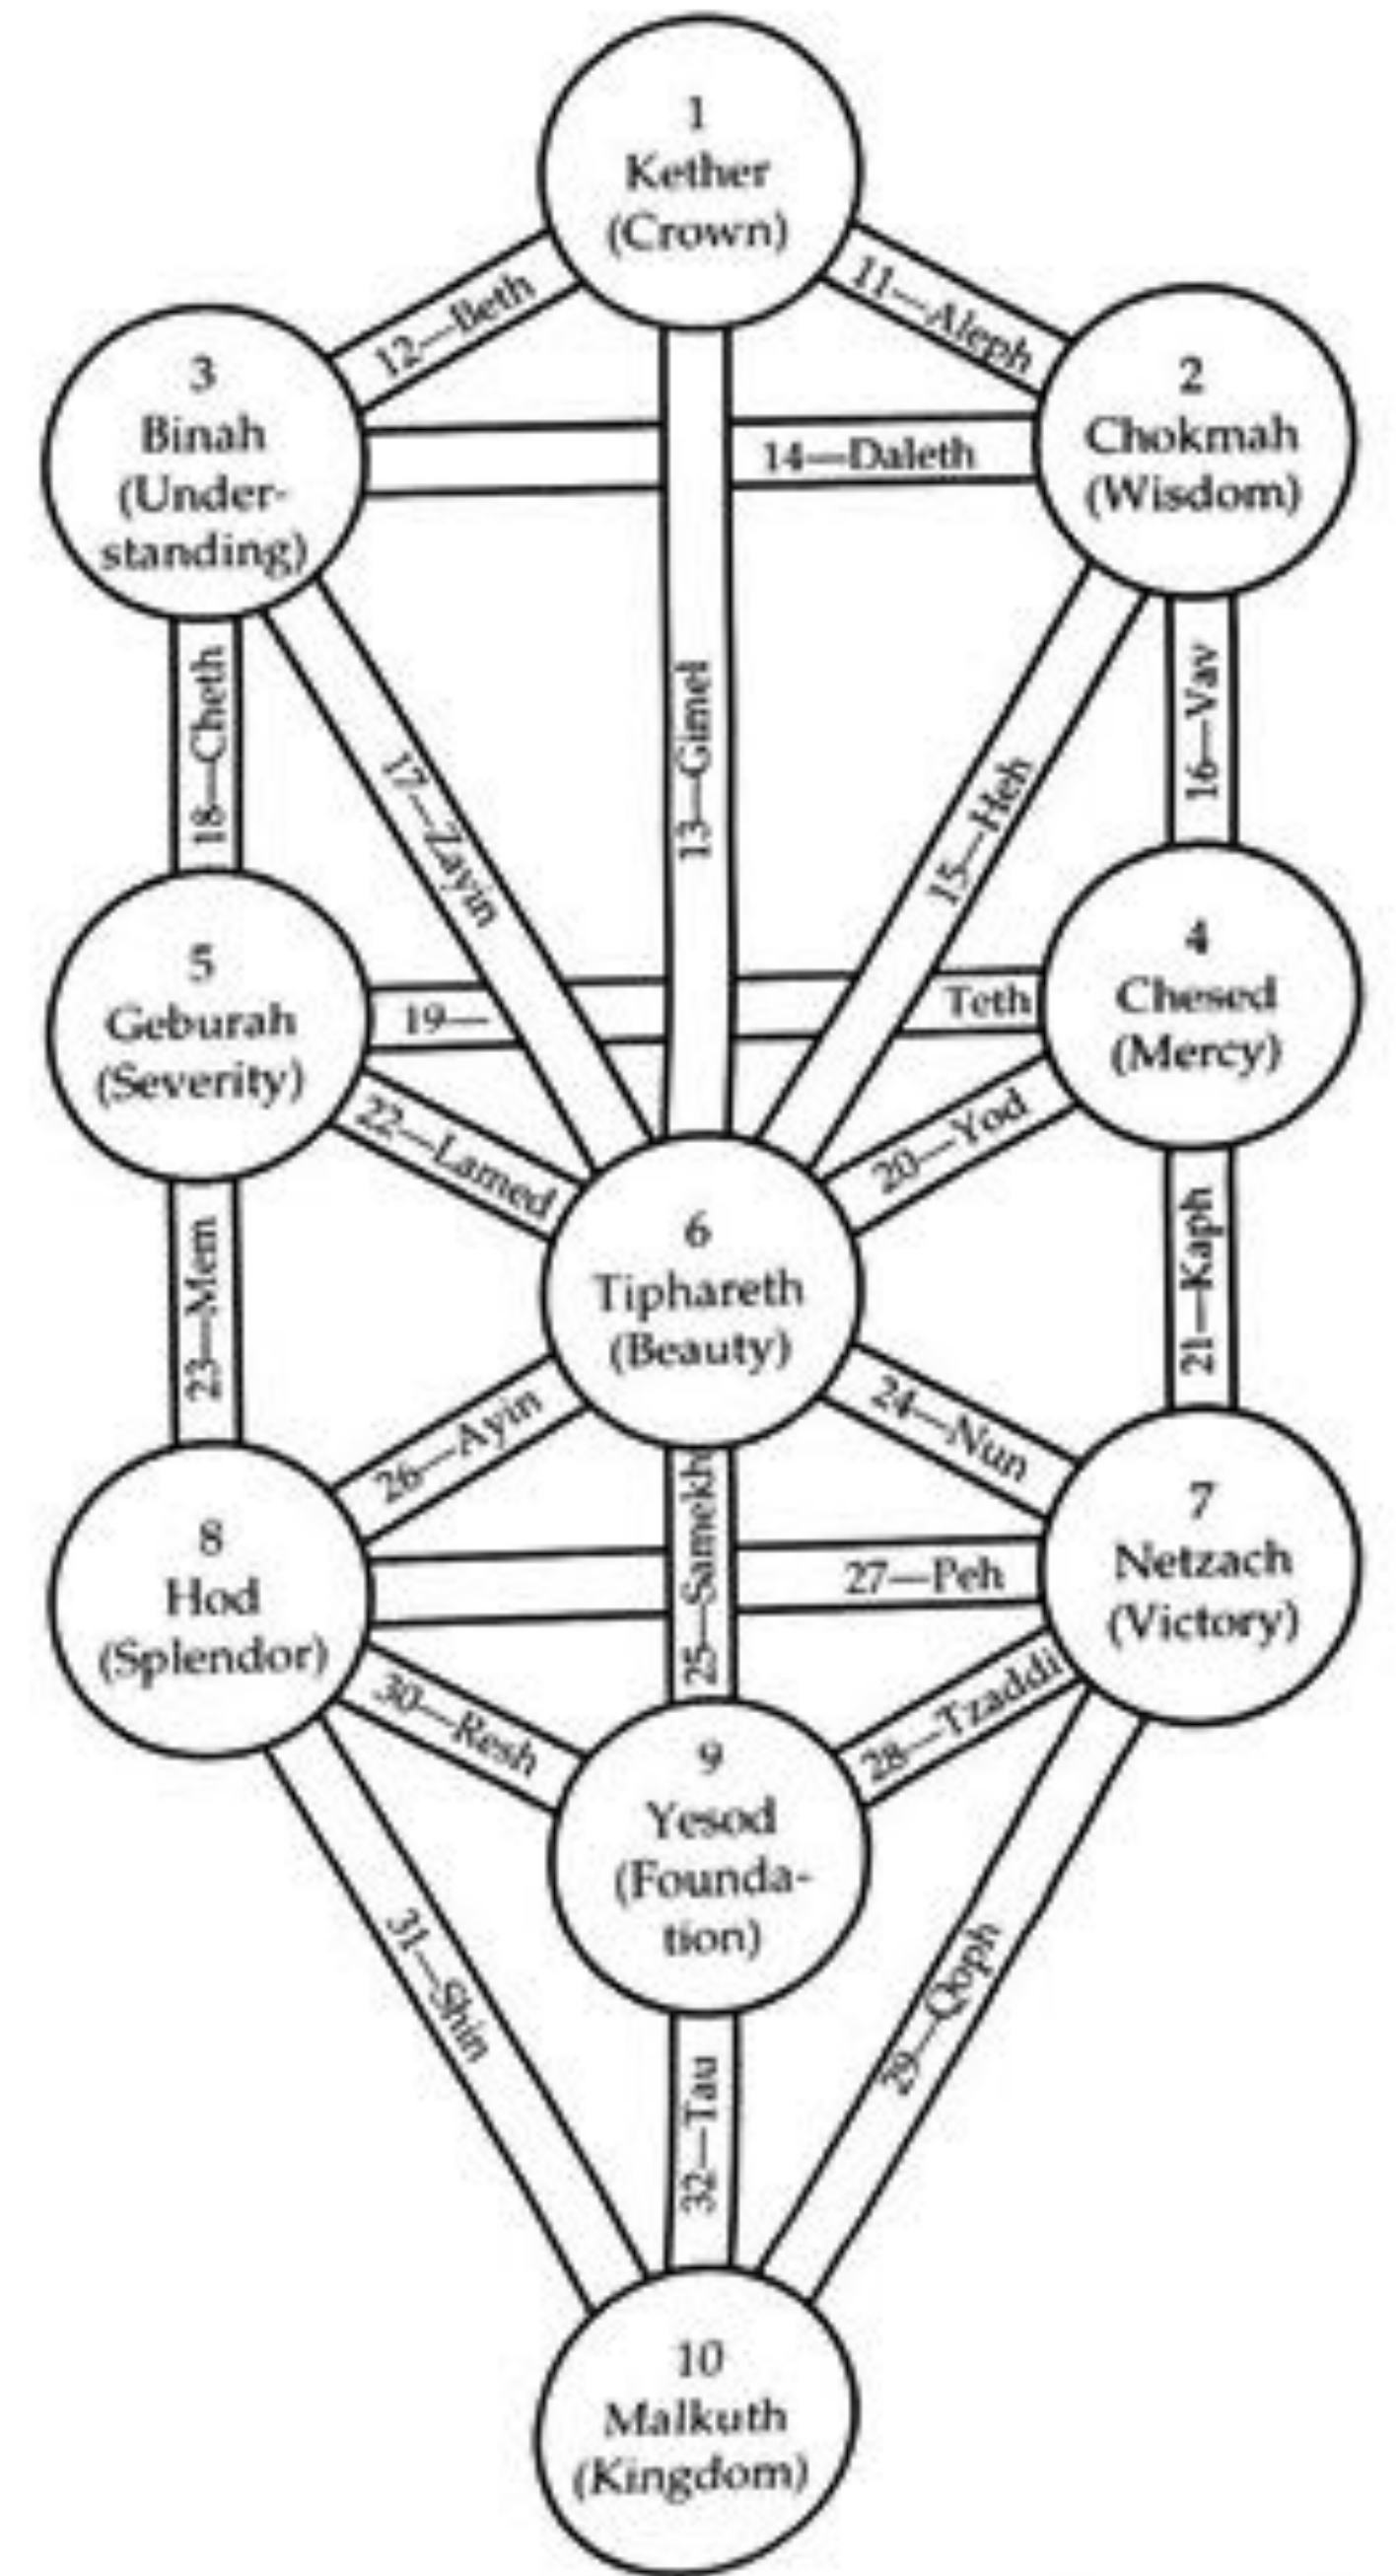 1
Kether
(Crown)
12—Beth
11—Aleph
3
Binah
(Under-
standing)
2
Chokmah
(Wisdom)
14—Daleth
18—Cheth
17—Zayin
13—Gimel
15—Heh
16—Vav
5
Geburah
(Severity)
19—
Teth
4
Chesed
(Mercy)
22—Lamed
20—Yod
6
Tiphareth
(Beauty)
23—Mem
21—Kaph
26—Ayin
24—Nun
25—Samekh
8
Hod
(Splendor)
27—Peh
7
Netzach
(Victory)
30—Resh
28—Tzaddi
9
Yesod
(Founda-
tion)
31—Shin
32—Tau
29—Qoph
10
Malkuth
(Kingdom)